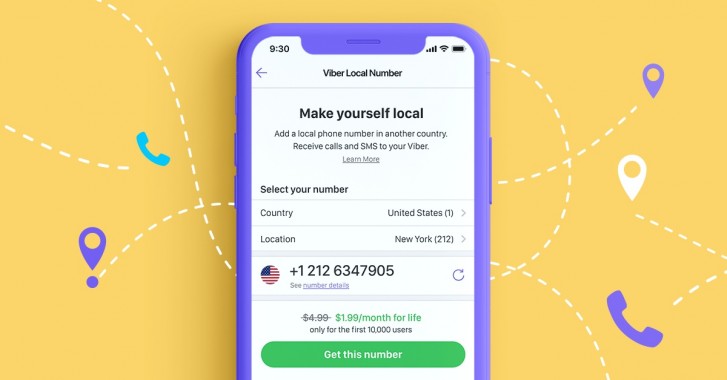 9:30
Viber Local Number
Make yourself local
Add a local phone number in another country.
Receive calls and SMS to your Viber.
Learn More
Select your number
Country United States (1)
Location New York (212)
+1 212 6347905
See number details
$4.99 $1.99/month for life
only for the first 10,000 users
Get this number